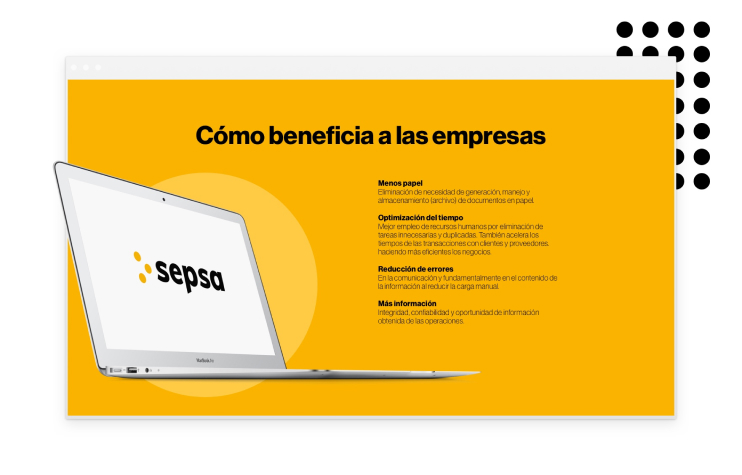 Cómo beneficia a las empresas
Menos papel
Eliminación de necesidad de generación, manejo y
almacenamiento (archivo) de documentos en papel.
Optimización del tiempo
Mejor empleo de recursos humanos por eliminación de
tareas innecesarias y duplicadas. También acelera los
tiempos de las transacciones con clientes y proveedores.
haciendo más eficientes los negocios.
Reducción de errores
En la comunicación y fundamentalmente en el contenido de
la información al reducir la carga manual.
Más información
Integridad, confiabilidad y oportunidad de información
obtenida de las operaciones.
sepsa
MacBook Air